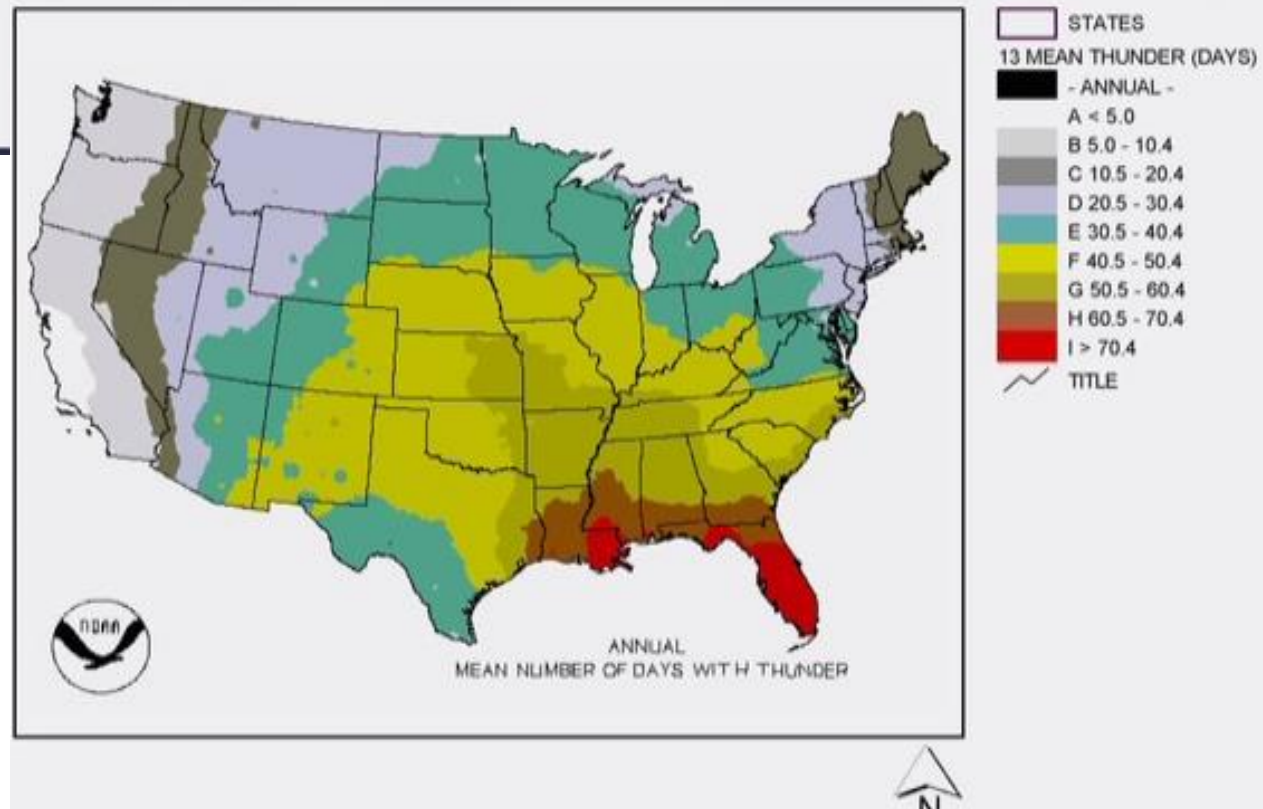 STATES
13 MEAN THUNDER (DAYS)
- ANNUAL -
A < 5.0
B 5.0 - 10.4
C 10.5 - 20.4
D 20.5 - 30.4
E 30.5 - 40.4
F 40.5 - 50.4
G 50.5 - 60.4
H 60.5 - 70.4
I > 70.4
TITLE
NOAA
ANNUAL
MEAN NUMBER OF DAYS WITH THUNDER
N